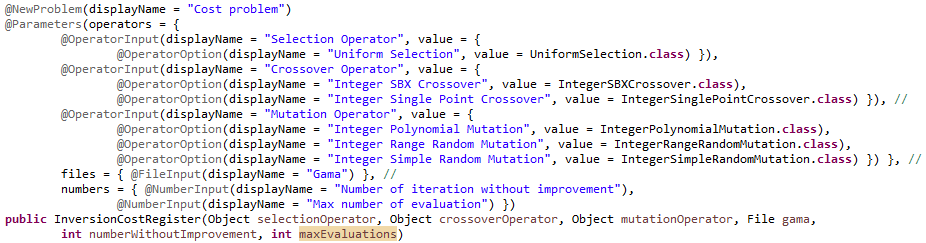 @NewProblem(displayName = "Cost problem")
@Parameters(operators = {
@OperatorInput(displayName = "Selection Operator", value = {
@OperatorOption(displayName = "Uniform Selection", value = UniformSelection.class) }),
@OperatorInput(displayName = "Crossover Operator", value = {
@OperatorOption(displayName = "Integer SBX Crossover", value = IntegerSBXCrossover.class),
@OperatorOption(displayName = "Integer Single Point Crossover", value = IntegerSinglePointCrossover.class) }), //
@OperatorInput(displayName = "Mutation Operator", value = {
@OperatorOption(displayName = "Integer Polynomial Mutation", value = IntegerPolynomialMutation.class),
@OperatorOption(displayName = "Integer Range Random Mutation", value = IntegerRangeRandomMutation.class),
@OperatorOption(displayName = "Integer Simple Random Mutation", value = IntegerSimpleRandomMutation.class) }) }, //
files = { @FileInput(displayName = "Gama") }, //
numbers = { @NumberInput(displayName = "Number of iteration without improvement"),
@NumberInput(displayName = "Max number of evaluation") })
public InversionCostRegister(Object selectionOperator, Object crossoverOperator, Object mutationOperator, File gama,
int numberWithoutImprovement, int maxEvaluations)